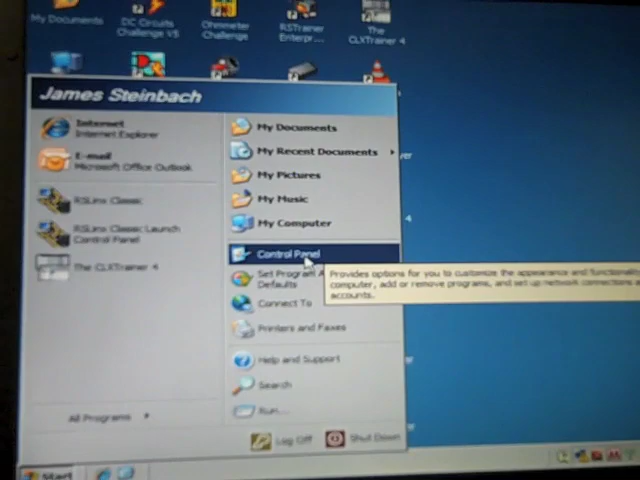 My Documents
DC Circuits
Challenge V5
Ohmmeter
Challenge
RSTrainer
Enterpr...
The
CLXTrainer 4
James Steinbach
Internet
Internet Explorer
E-mail
Microsoft Office Outlook
RSLinx Classic
RSLinx Classic Launch
Control Panel
The CLXTrainer 4
All Programs
My Documents
My Recent Documents
My Pictures
My Music
My Computer
Control Panel
Set Program A
Defaults
Connect To
Printers and Faxes
Help and Support
Search
Run...
Provides options for you to customize the appearance and functionali
computer, add or remove programs, and set up network connections a
accounts.
ver
4
Log Off
Shut Down
Start